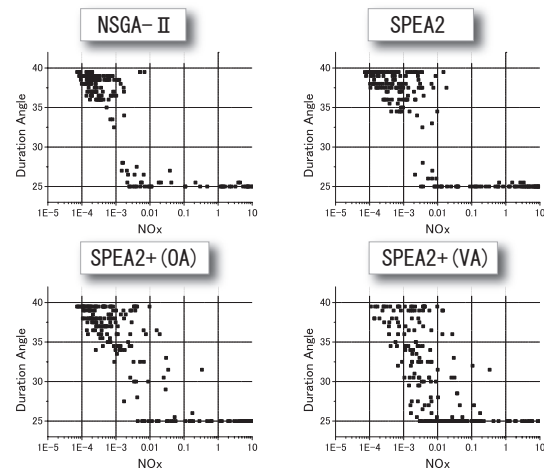 NSGA-Ⅱ
Duration Angle
40
35
30
25
1E-5 1E-4 1E-3 0.01 0.1 1 10
NOx
SPEA2
Duration Angle
40
35
30
25
1E-5 1E-4 1E-3 0.01 0.1 1 10
NOx
SPEA2+(OA)
Duration Angle
40
35
30
25
1E-5 1E-4 1E-3 0.01 0.1 1 10
NOx
SPEA2+(VA)
Duration Angle
40
35
30
25
1E-5 1E-4 1E-3 0.01 0.1 1 10
NOx